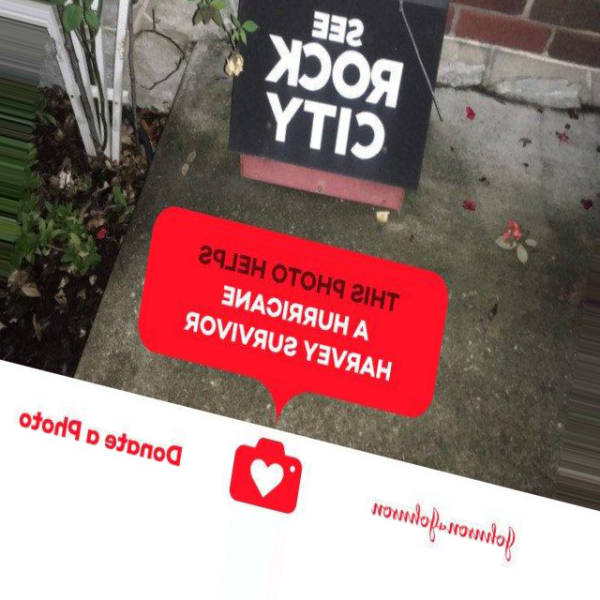 SEE
ROCK
CITY
THIS PHOTO HELPS
A HURRICANE
HARVEY SURVIVOR
Donate a Photo
Johnson & Johnson